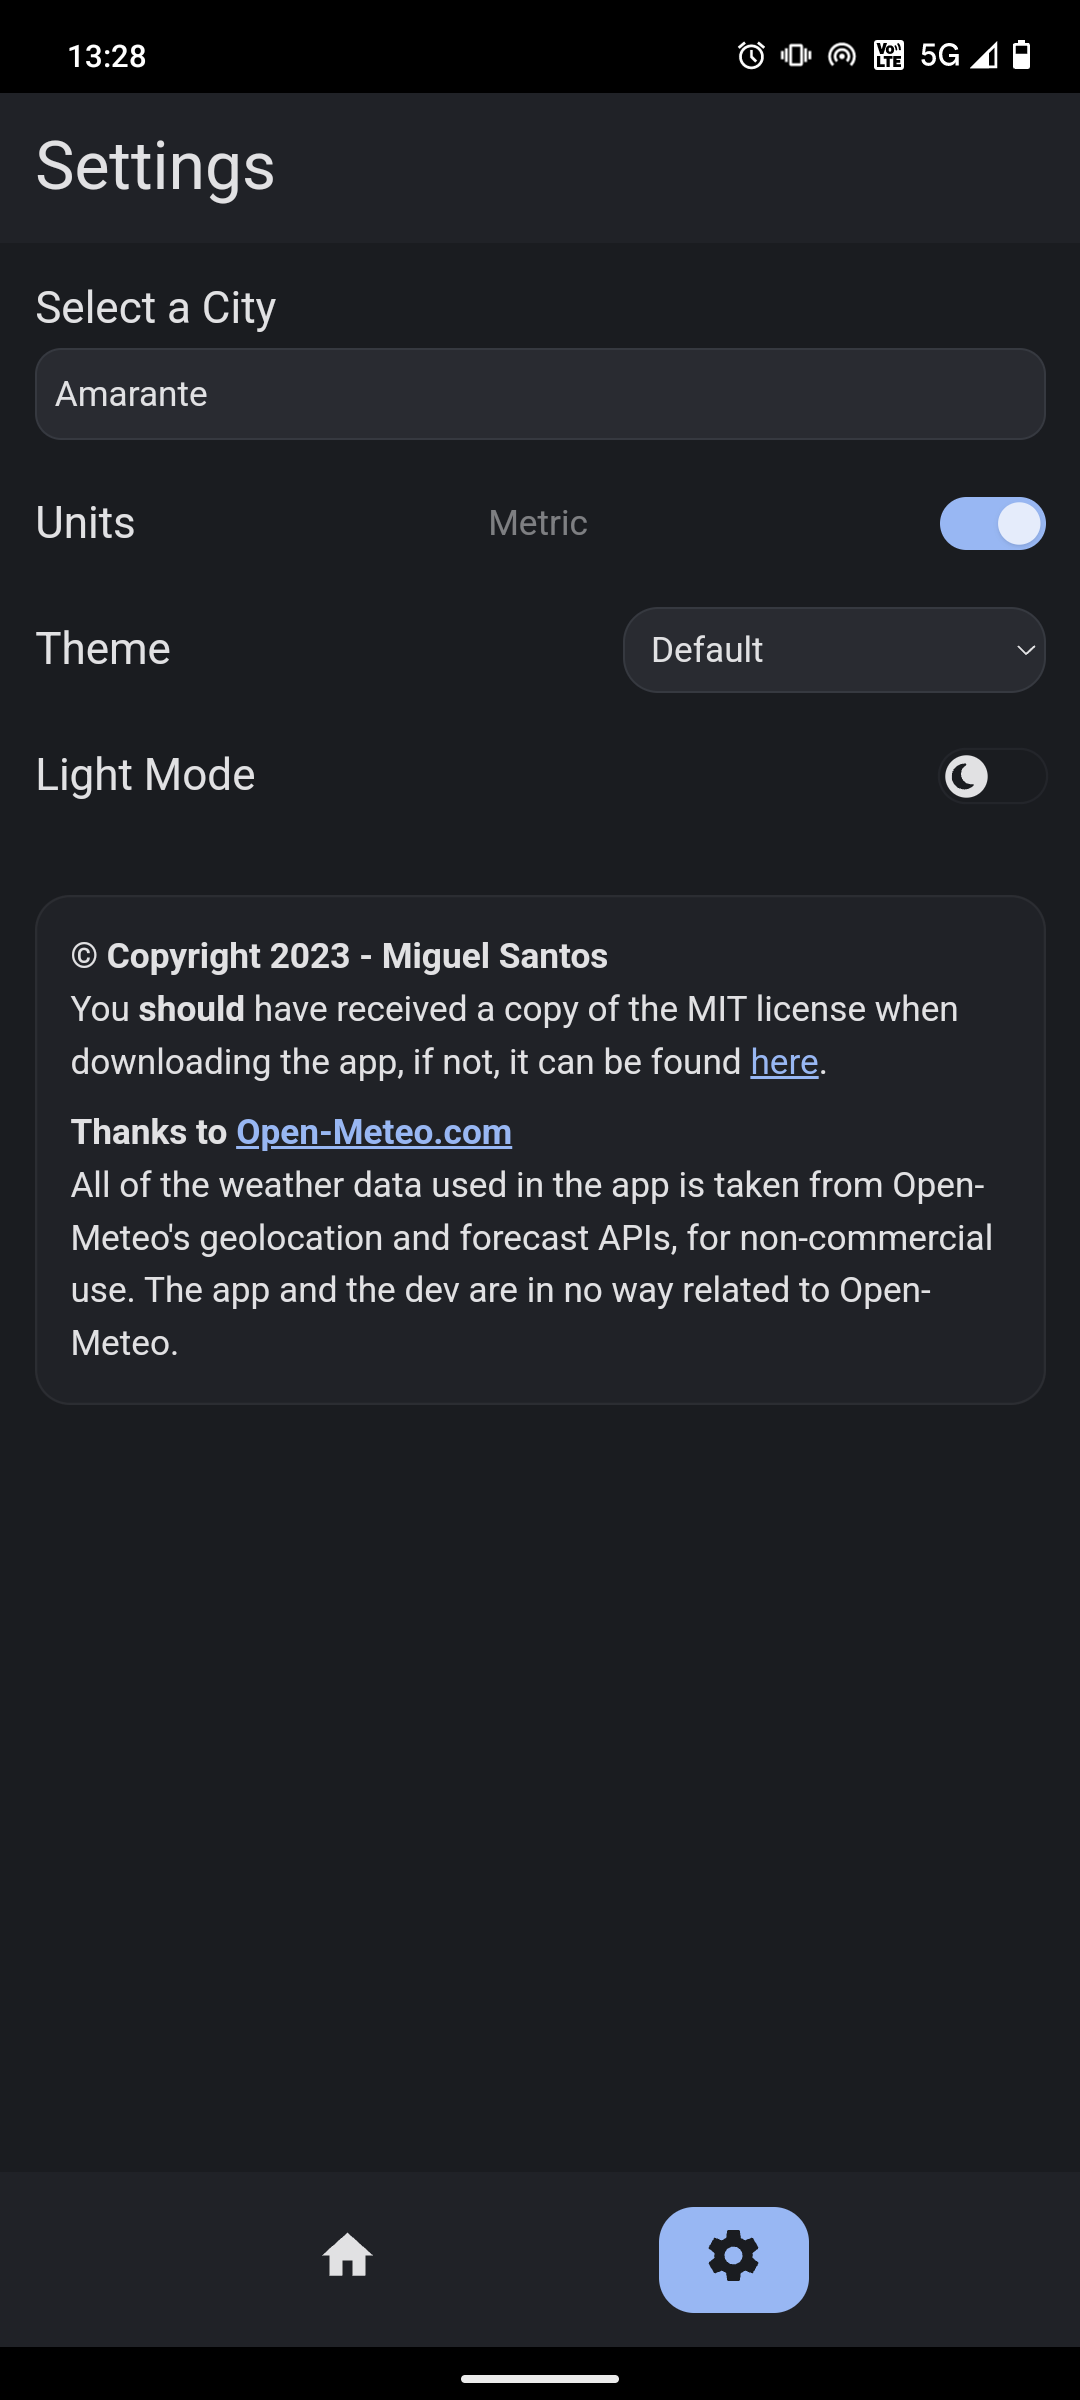 13:28
Vo LTE 5G
Settings
Select a City
Amarante
Units Metric
Theme Default
Light Mode
© Copyright 2023 - Miguel Santos
You should have received a copy of the MIT license when
downloading the app, if not, it can be found here.
Thanks to Open-Meteo.com
All of the weather data used in the app is taken from Open-
Meteo's geolocation and forecast APIs, for non-commercial
use. The app and the dev are in no way related to Open-
Meteo.